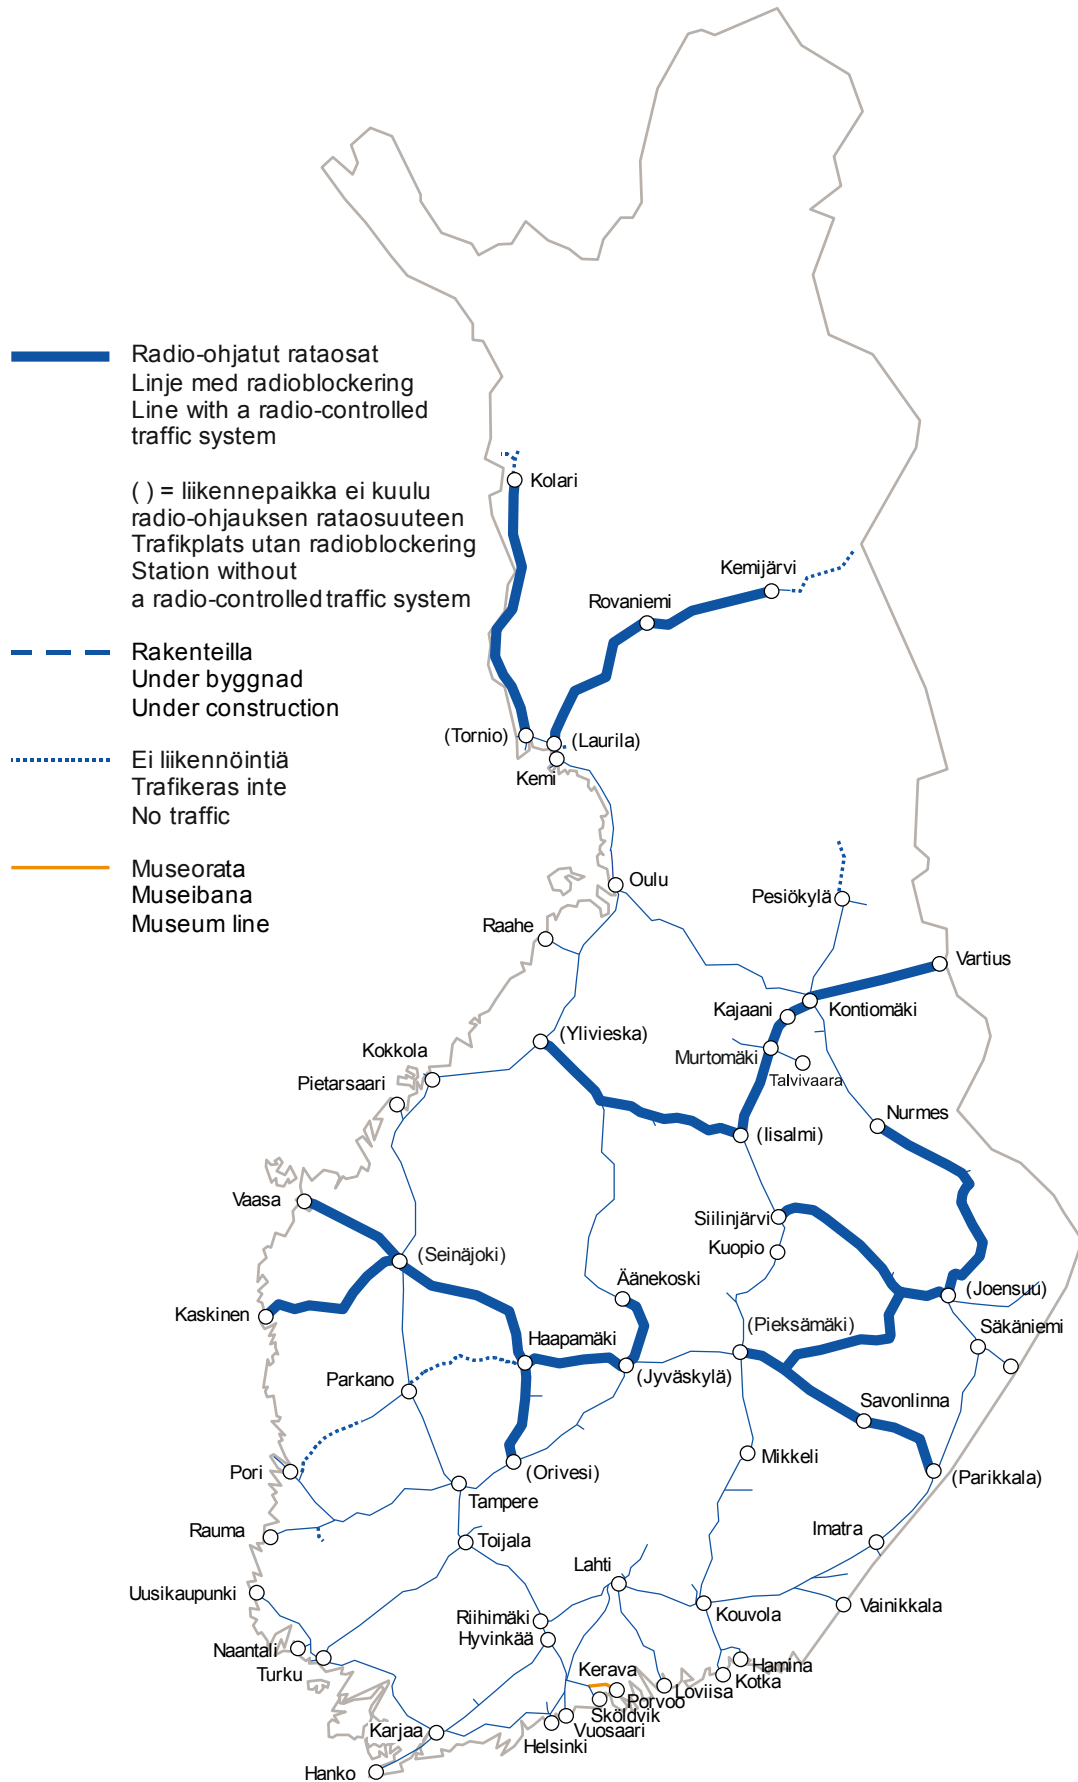 Radio-ohjatut rataosat
Linje med radioblockering
Line with a radio-controlled
traffic system
( ) = liikennepaikka ei kuulu
radio-ohjauksen rataosuuteen
Trafikplats utan radioblockering
Station without
a radio-controlled traffic system
Rakenteilla
Under byggnad
Under construction
Ei liikennöintiä
Trafikeras inte
No traffic
Museorata
Museibana
Museum line
Kolari
Kemijärvi
Rovaniemi
(Tornio)
(Laurila)
Kemi
Oulu
Pesiökylä
Raahe
Vartius
Kajaani
Kontiomäki
(Ylivieska)
Kokkola
Murtomäki
Pietarsaari
Talvivaara
Nurmes
(Iisalmi)
Vaasa
Siilinjärvi
Kuopio
(Seinäjoki)
Äänekoski
(Joensuu)
Kaskinen
(Pieksämäki)
Säkäniemi
Haapamäki
Parkano
(Jyväskylä)
Savonlinna
Mikkeli
Pori
(Orivesi)
(Parikkala)
Tampere
Rauma
Toijala
Imatra
Lahti
Uusikaupunki
Vainikkala
Riihimäki
Kouvola
Hyvinkää
Naantali
Turku
Kerava
Hamina
Kotka
Loviisa
Porvoo
Sköldvik
Karjaa
Vuosaari
Helsinki
Hanko